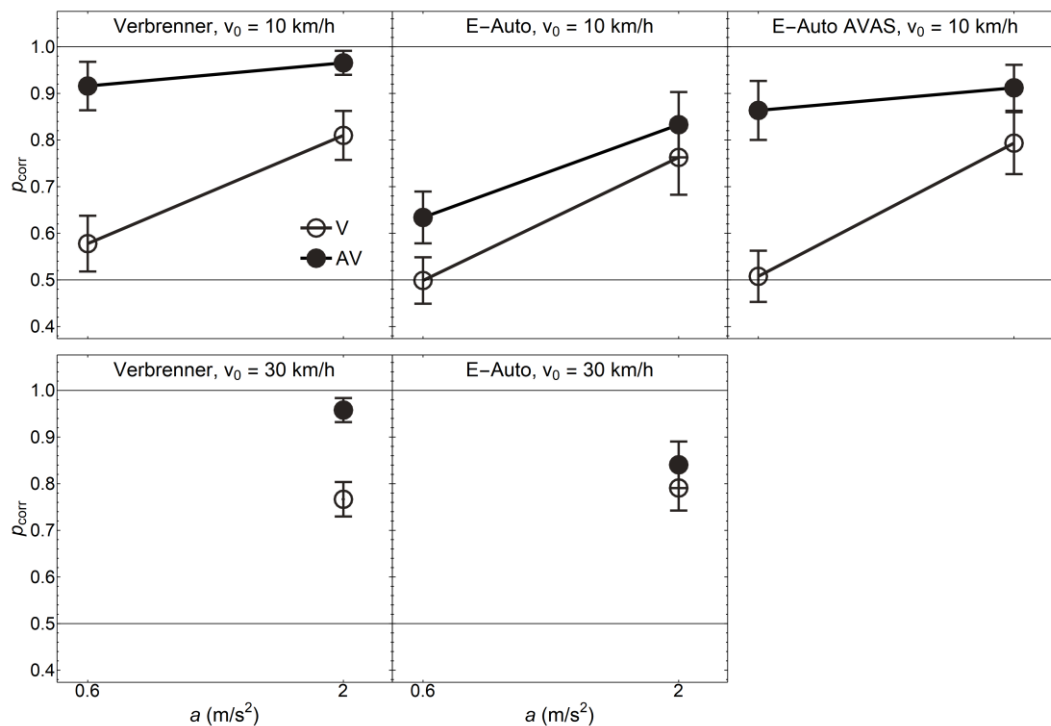 Verbrenner, v₀ = 10 km/h
E−Auto, v₀ = 10 km/h
E−Auto AVAS, v₀ = 10 km/h
1.0
0.9
0.8
0.7
0.6
0.5
0.4
pcorr
V
AV
Verbrenner, v₀ = 30 km/h
E−Auto, v₀ = 30 km/h
1.0
0.9
0.8
0.7
0.6
0.5
0.4
pcorr
0.6
2
0.6
2
a (m/s²)
a (m/s²)